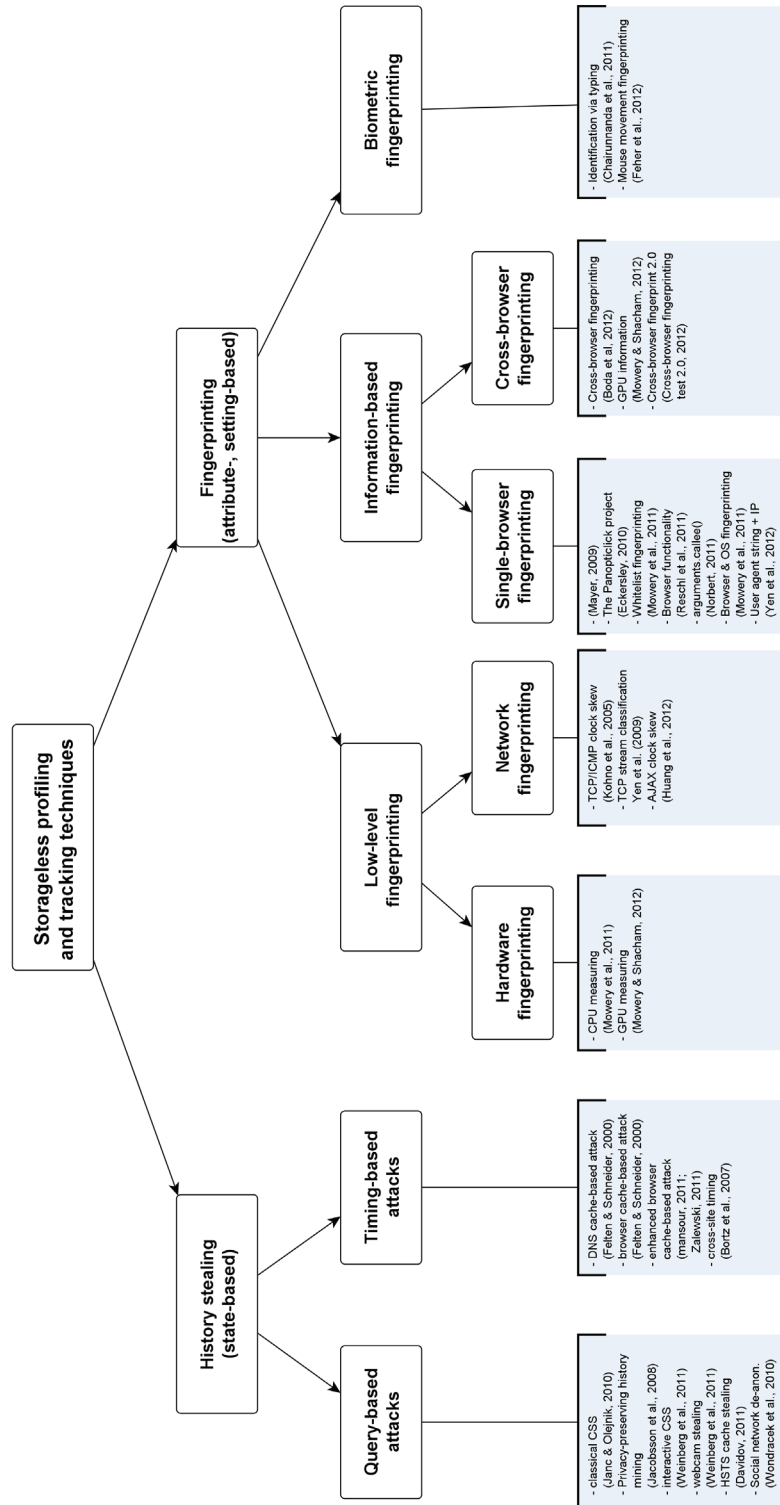 Storageless profiling
and tracking techniques
History stealing
(state-based)
Fingerprinting
(attribute-, setting-based)
Query-based
attacks
Timing-based
attacks
Low-level
fingerprinting
Information-based
fingerprinting
Biometric
fingerprinting
Hardware
fingerprinting
Network
fingerprinting
Single-browser
fingerprinting
Cross-browser
fingerprinting
- classical CSS
(Janc & Olejnik, 2010)
- Privacy-preserving history
mining
(Jacobsson et al., 2008)
- interactive CSS
(Weinberg et al., 2011)
- webcam stealing
(Weinberg et al., 2011)
- HSTS cache stealing
(Davidov, 2011)
- Social network de-anon.
(Wondracek et al., 2010)
- DNS cache-based attack
(Felten & Schneider, 2000)
- browser cache-based attack
(Felten & Schneider, 2000)
- enhanced browser
cache-based attack
(mansour, 2011;
Zalewski, 2011)
- cross-site timing
(Bortz et al., 2007)
- CPU measuring
(Mowery et al., 2011)
- GPU measuring
(Mowery & Shacham, 2012)
- TCP/ICMP clock skew
(Kohno et al., 2005)
- TCP stream classification
Yen et al. (2009)
- AJAX clock skew
(Huang et al., 2012)
- (Mayer, 2009)
- The Panopticlick project
(Eckersley, 2010)
- Whitelist fingerprinting
(Mowery et al., 2011)
- Browser functionality
(Reschl et al., 2011)
- arguments.callee()
(Norbert, 2011)
- Browser & OS fingerprinting
(Mowery et al., 2011)
- User agent string + IP
(Yen et al., 2012)
- Cross-browser fingerprinting
(Boda et al, 2012)
- GPU information
(Mowery & Shacham, 2012)
- Cross-browser fingerprint 2.0
(Cross-browser fingerprinting
test 2.0, 2012)
- Identification via typing
(Chairunnanda et al., 2011)
- Mouse movement fingerprinting
(Feher et al., 2012)